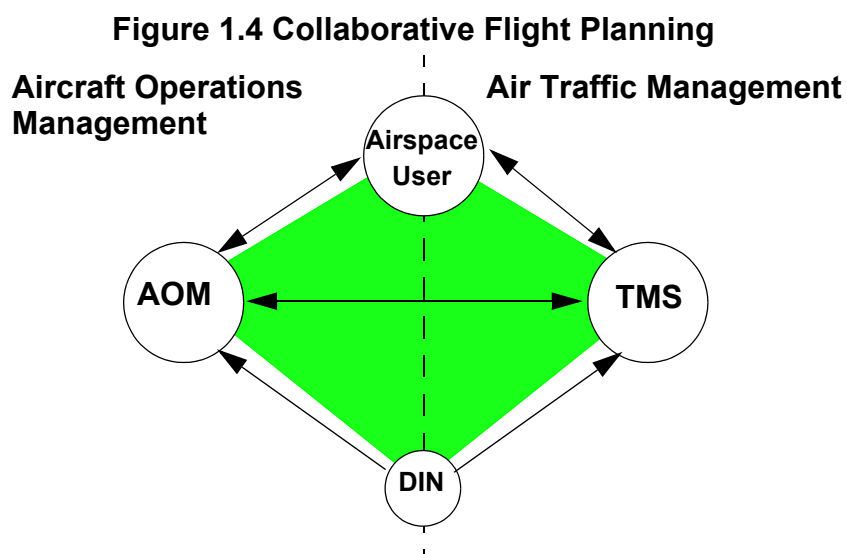 Figure 1.4 Collaborative Flight Planning
Aircraft Operations
Management
Air Traffic Management
Airspace
User
AOM
TMS
DIN